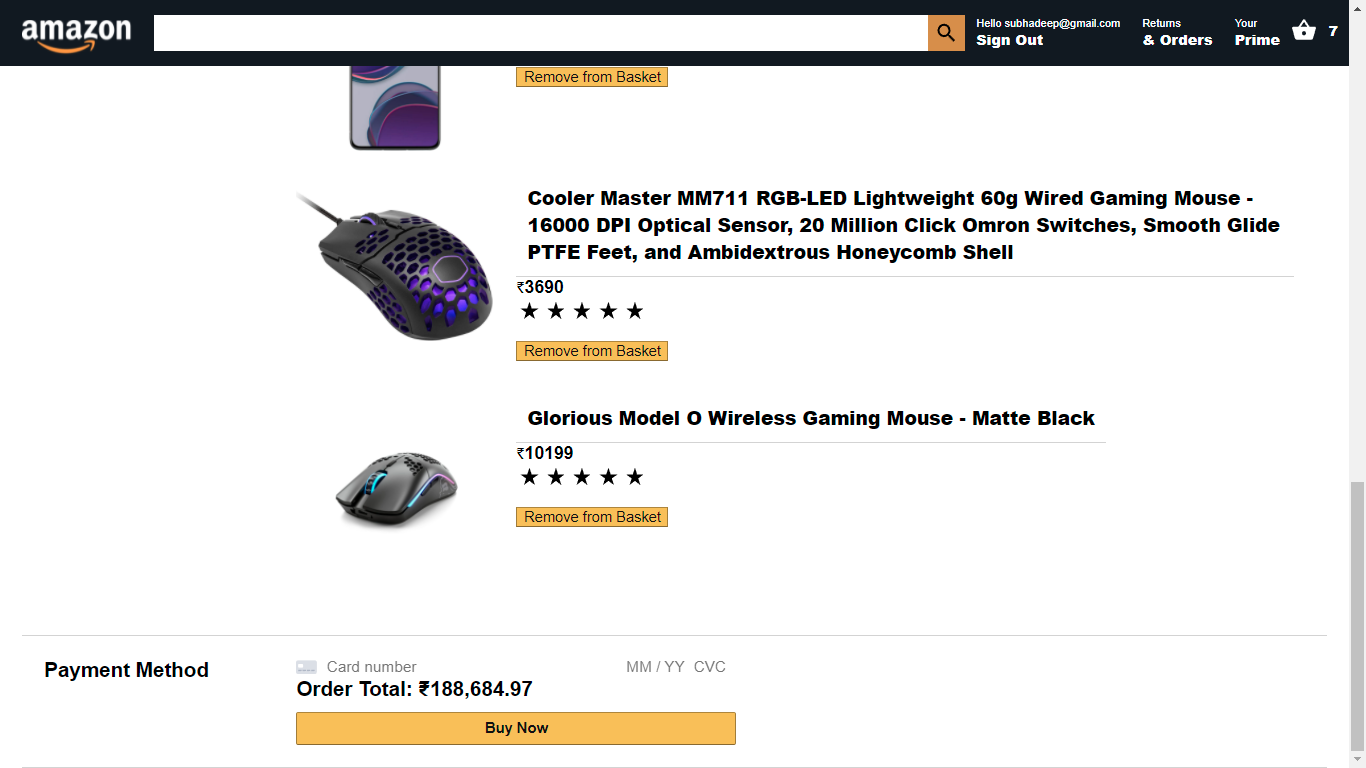 amazon
Hello subhadeep@gmail.com
Sign Out
Returns
& Orders
Your
Prime
7
Remove from Basket
Cooler Master MM711 RGB-LED Lightweight 60g Wired Gaming Mouse -
16000 DPI Optical Sensor, 20 Million Click Omron Switches, Smooth Glide
PTFE Feet, and Ambidextrous Honeycomb Shell
₹3690
★ ★ ★ ★ ★
Remove from Basket
Glorious Model O Wireless Gaming Mouse - Matte Black
₹10199
★ ★ ★ ★ ★
Remove from Basket
Payment Method
Card number MM / YY CVC
Order Total: ₹188,684.97
Buy Now